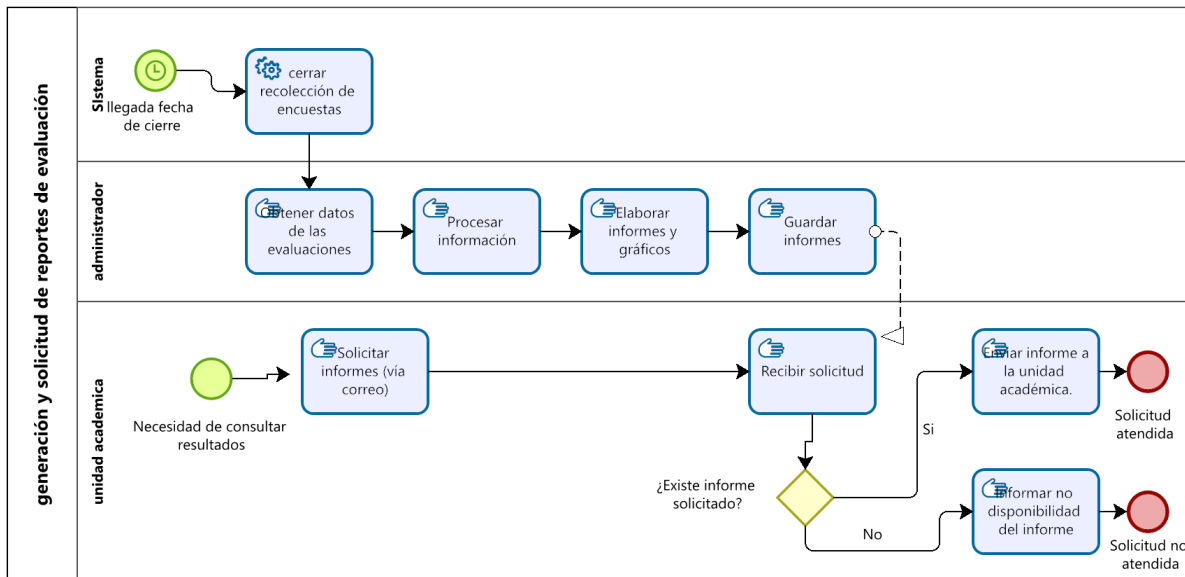 generación y solicitud de reportes de evaluación
SIstema
llegada fecha
de cierre
cerrar
recolección de
encuestas
administrador
Obtener datos
de las
evaluaciones
Procesar
información
Elaborar
informes y
gráficos
Guardar
informes
unidad academica
Necesidad de consultar
resultados
Solicitar
informes (vía
correo)
Recibir solicitud
¿Existe informe
solicitado?
Si
Enviar informe a
la unidad
académica.
Solicitud
atendida
No
Informar no
disponibilidad
del informe
Solicitud no
atendida